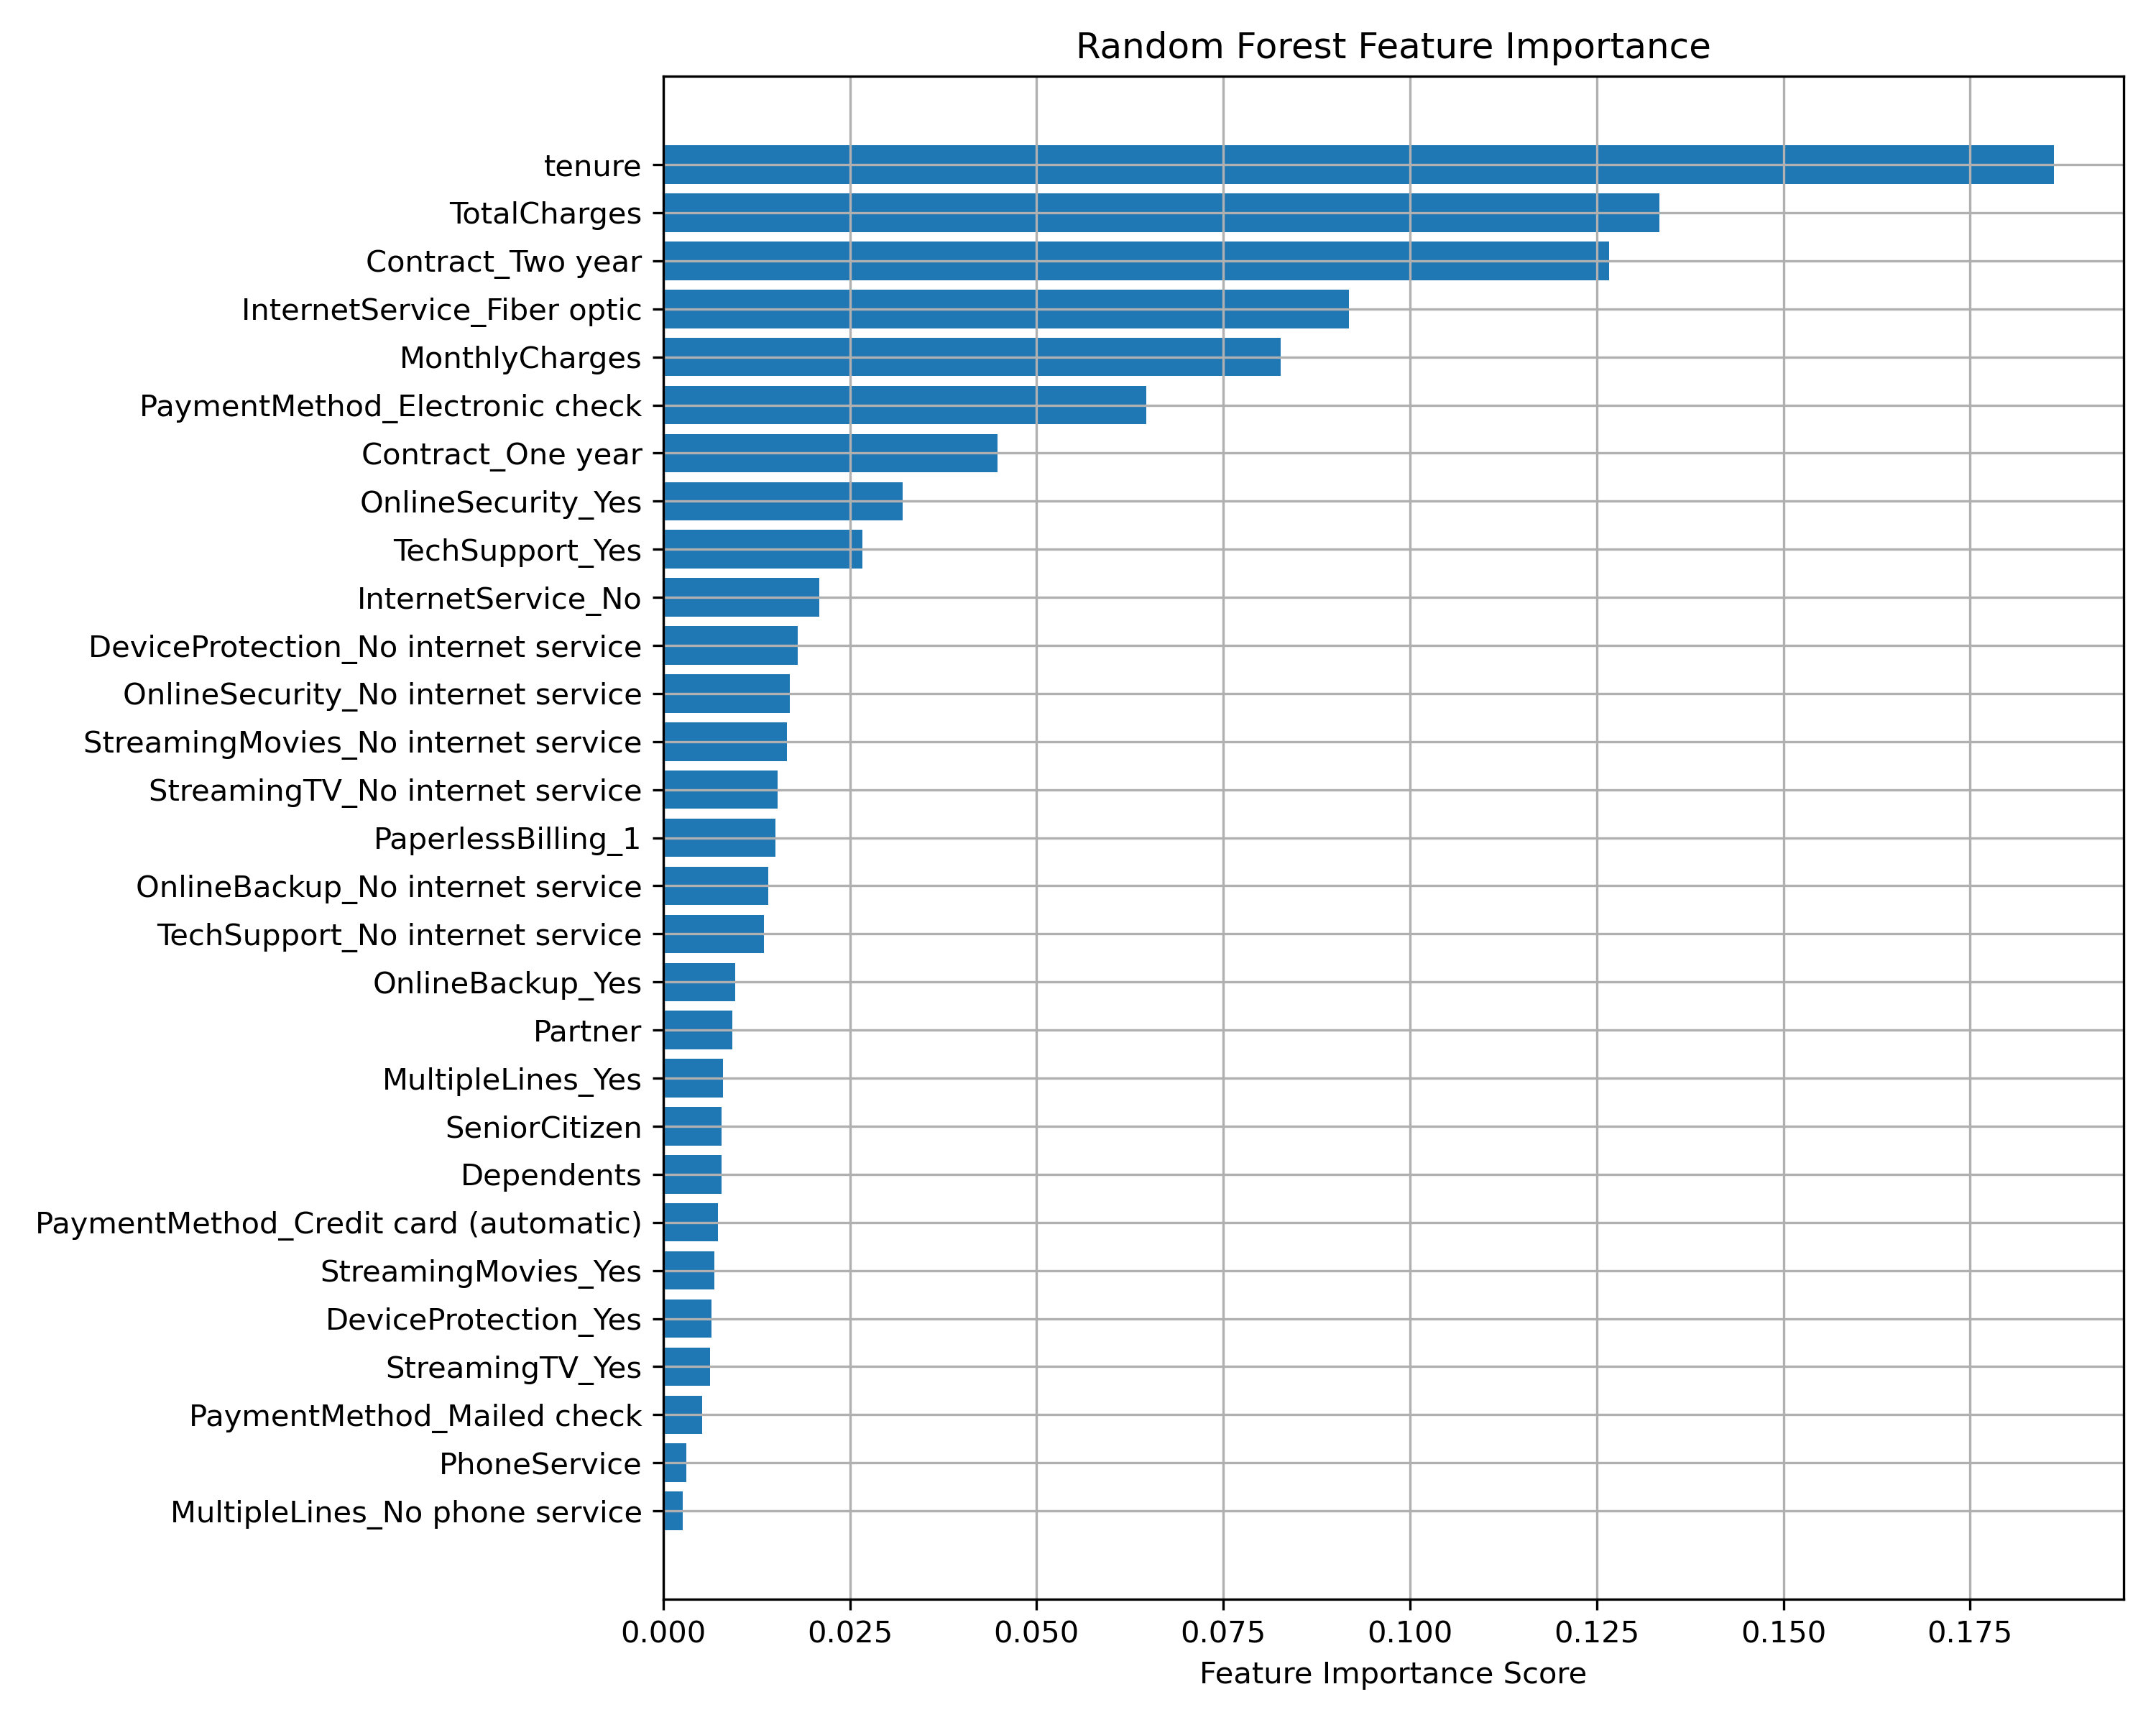 Random Forest Feature Importance
tenure
TotalCharges
Contract_Two year
InternetService_Fiber optic
MonthlyCharges
PaymentMethod_Electronic check
Contract_One year
OnlineSecurity_Yes
TechSupport_Yes
InternetService_No
DeviceProtection_No internet service
OnlineSecurity_No internet service
StreamingMovies_No internet service
StreamingTV_No internet service
PaperlessBilling_1
OnlineBackup_No internet service
TechSupport_No internet service
OnlineBackup_Yes
Partner
MultipleLines_Yes
SeniorCitizen
Dependents
PaymentMethod_Credit card (automatic)
StreamingMovies_Yes
DeviceProtection_Yes
StreamingTV_Yes
PaymentMethod_Mailed check
PhoneService
MultipleLines_No phone service
0.000 0.025 0.050 0.075 0.100 0.125 0.150 0.175
Feature Importance Score